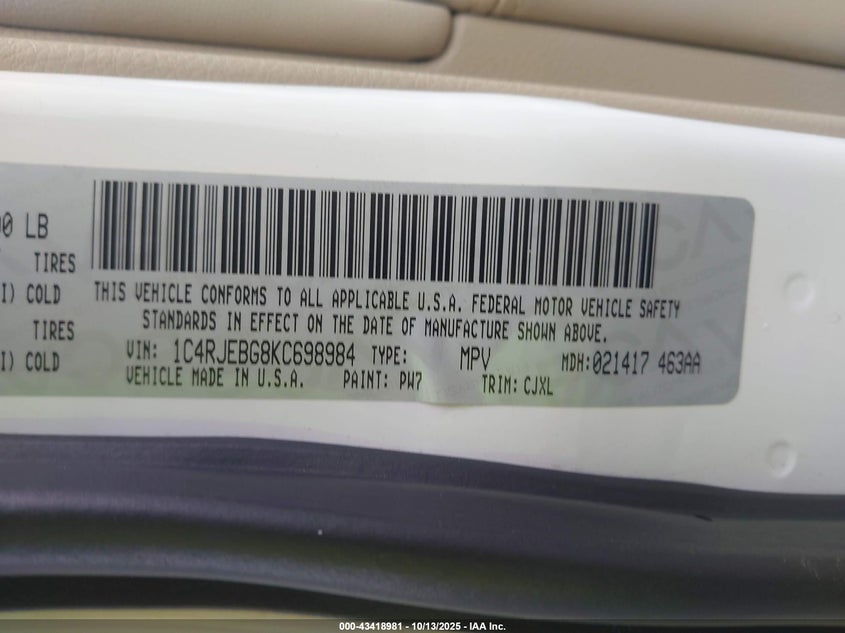 00 LB
TIRES
I) COLD
TIRES
I) COLD
THIS VEHICLE CONFORMS TO ALL APPLICABLE U.S.A. FEDERAL MOTOR VEHICLE SAFETY
STANDARDS IN EFFECT ON THE DATE OF MANUFACTURE SHOWN ABOVE.
VIN: 1C4RJEBG8KC698984 TYPE: MPV MDH:021417 463AA
VEHICLE MADE IN U.S.A. PAINT: PW7 TRIM: CJXL
000-43418981 - 10/13/2025 - IAA Inc.